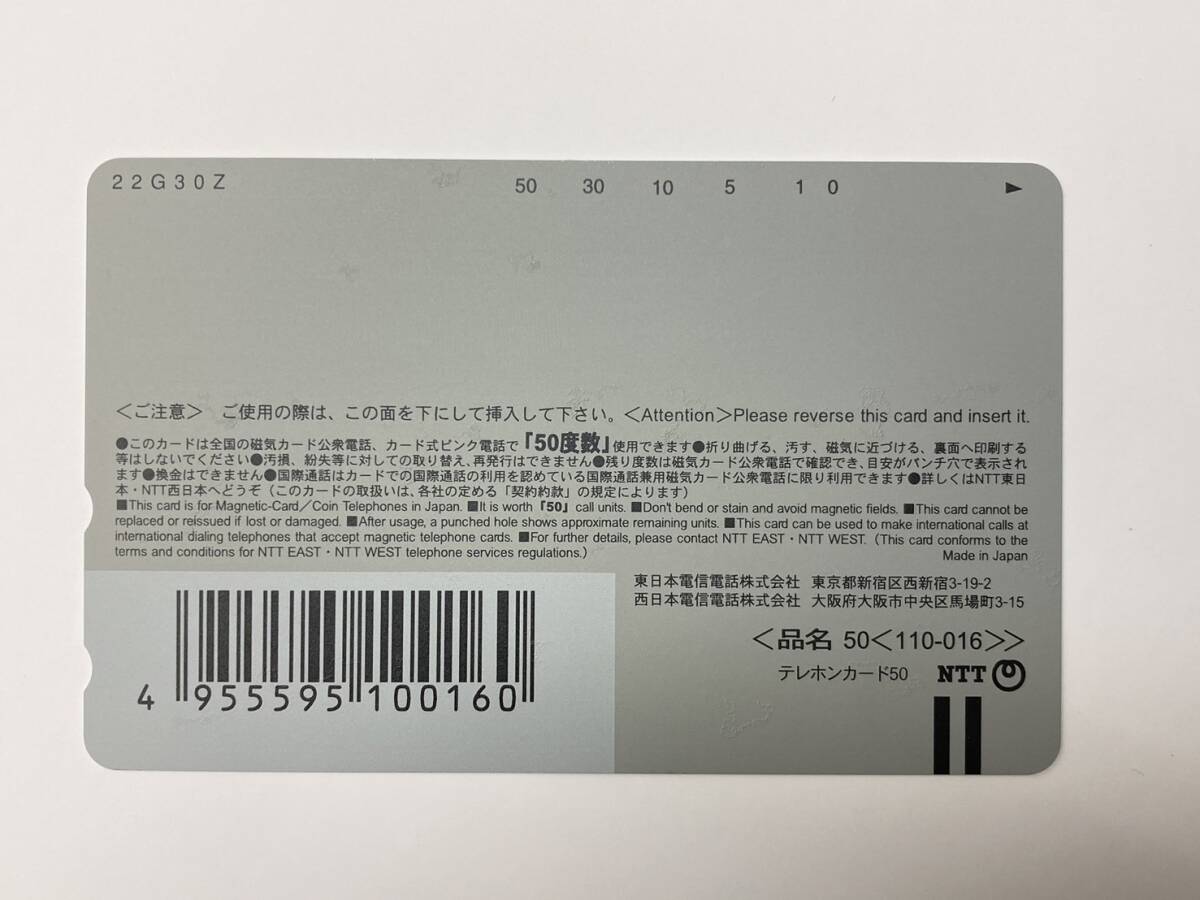 22G30Z 50 30 10 5 1 0 ▶
＜ご注意＞ ご使用の際は、この面を下にして挿入して下さい。＜Attention＞Please reverse this card and insert it.
●このカードは全国の磁気カード公衆電話、カード式ピンク電話で「50度数」使用できます●折り曲げる、汚す、磁気に近づける、裏面へ印刷する
等はしないでください●汚損、紛失等に対しての取り替え、再発行はできません●残り度数は磁気カード公衆電話で確認でき、目安がパンチ穴で表示され
ます●換金はできません●国際通話はカードでの国際通話の利用を認めている国際通話兼用磁気カード公衆電話に限り利用できます●詳しくはNTT東日
本・NTT西日本へどうぞ（このカードの取扱いは、各社の定める「契約約款」の規定によります）
■This card is for Magnetic-Card／Coin Telephones in Japan. ■It is worth「50」call units. ■Don't bend or stain and avoid magnetic fields. ■This card cannot be
replaced or reissued if lost or damaged. ■After usage, a punched hole shows approximate remaining units. ■This card can be used to make international calls at
international dialing telephones that accept magnetic telephone cards. ■For further details, please contact NTT EAST・NTT WEST.（This card conforms to the
terms and conditions for NTT EAST・NTT WEST telephone services regulations.） Made in Japan
東日本電信電話株式会社 東京都新宿区西新宿3-19-2
西日本電信電話株式会社 大阪府大阪市中央区馬場町3-15
＜品名 50＜110-016＞＞
テレホンカード50 NTT
4 955595 100160